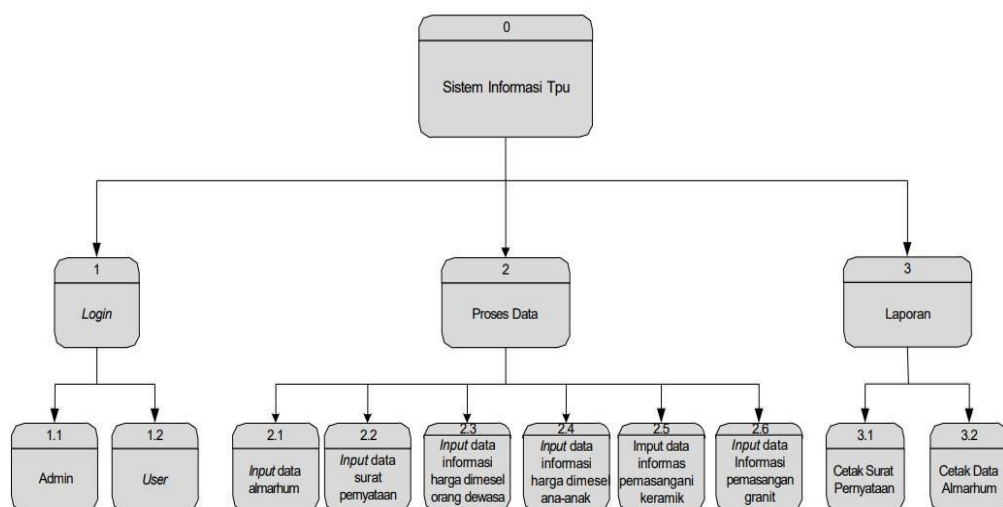 0
Sistem Informasi Tpu
1
Login
2
Proses Data
3
Laporan
1.1
Admin
1.2
User
2.1
Input data
almarhum
2.2
Input data
surat
pernyataan
2.3
Input data
informasi
harga dimesel
orang dewasa
2.4
Input data
informasi
harga dimesel
ana-anak
2.5
Imput data
informas
pemasangani
keramik
2.6
Input data
Informasi
pemasangan
granit
3.1
Cetak Surat
Pernyataan
3.2
Cetak Data
Almarhum